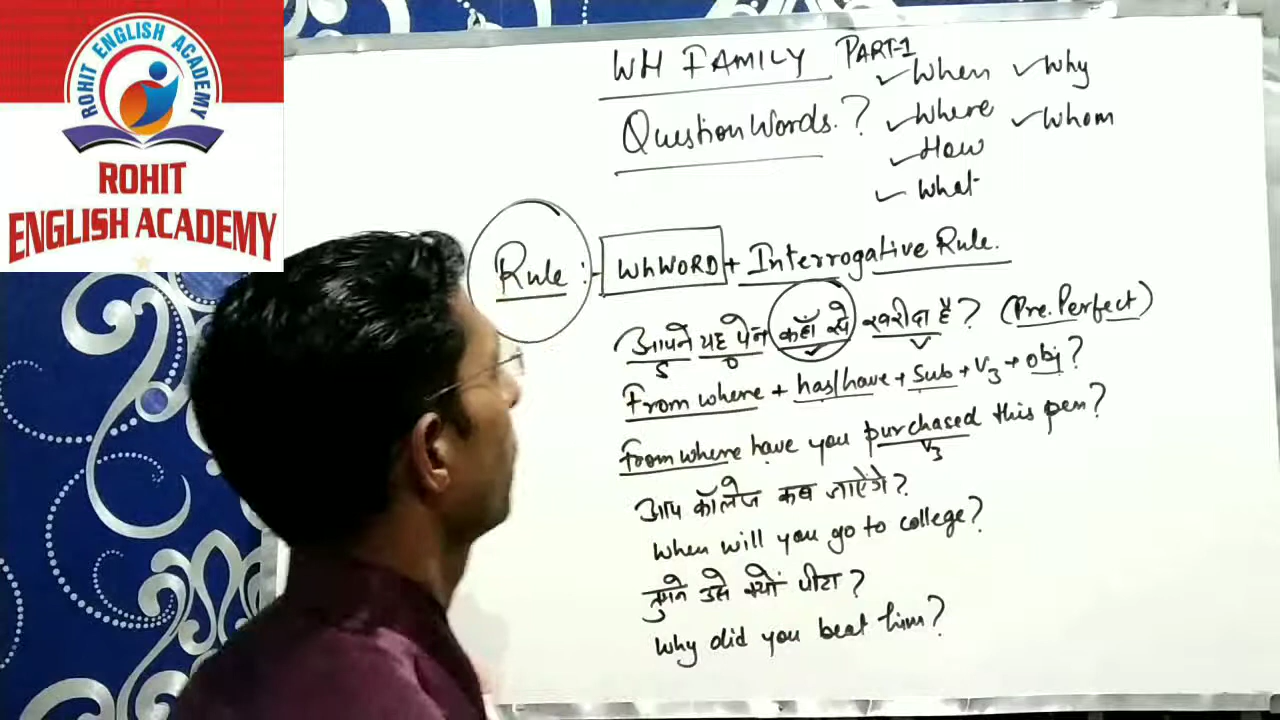 ROHIT ENGLISH ACADEMY
ROHIT
ENGLISH ACADEMY
WH FAMILY PART-1
Question Words.?
✓When ✓Why
✓Where ✓Whom
✓How
✓What
Rule:- WhWORD + Interrogative Rule.
आपने यह पेन कहाँ से खरीदा है? (Pre. Perfect)
S O ✓ V
From where + has/have + Sub + V3 + obj?
From where have you purchased this pen?
V3
आप कॉलेज कब जाऐंगे?
When will you go to college?
तुमने उसे क्यों पीटा?
Why did you beat him?